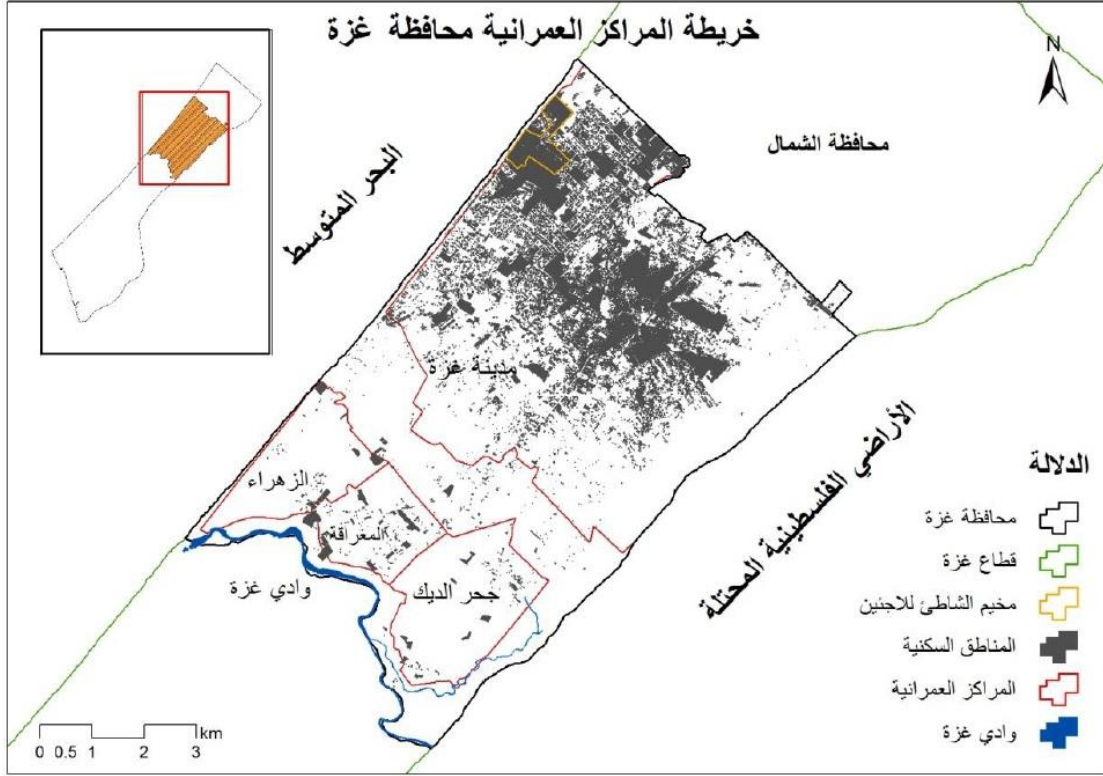 خريطة المراكز العمرانية محافظة غزة
N
محافظة الشمال
البحر المتوسط
مدينة غزة
الأراضي الفلسطينية المحتلة
الزهراء
المغراقة
وادي غزة
جحر الديك
الدلالة
محافظة غزة
قطاع غزة
مخيم الشاطئ للاجئين
المناطق السكنية
المراكز العمرانية
وادي غزة
km
0 0.5 1 2 3